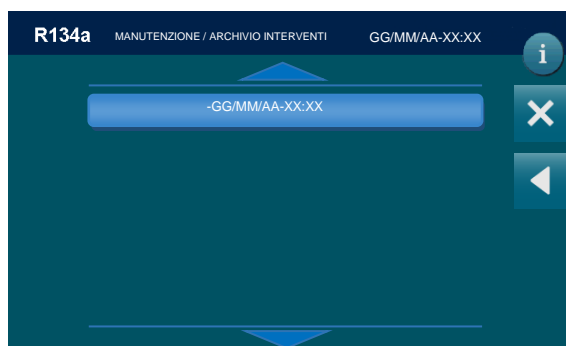 R134a MANUTENZIONE / ARCHIVIO INTERVENTI GG/MM/AA-XX:XX
i
-GG/MM/AA-XX:XX